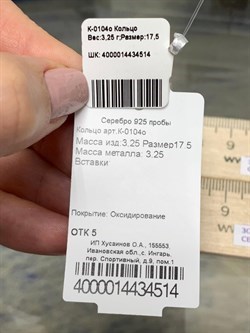 К-0104о Кольцо
Вес:3,25 г;Размер:17,5
ШК: 4000014434514
Серебро 925 пробы
Кольцо арт.К-0104о
Масса изд:3,25 Размер17.5
Масса металла: 3.25
Вставки
Покрытие: Оксидирование
ОТК 5
ИП Хусаинов О.А., 155553,
Ивановская обл.,с. Ингарь,
пер. Спортивный, д.9, пом.1
4000014434514